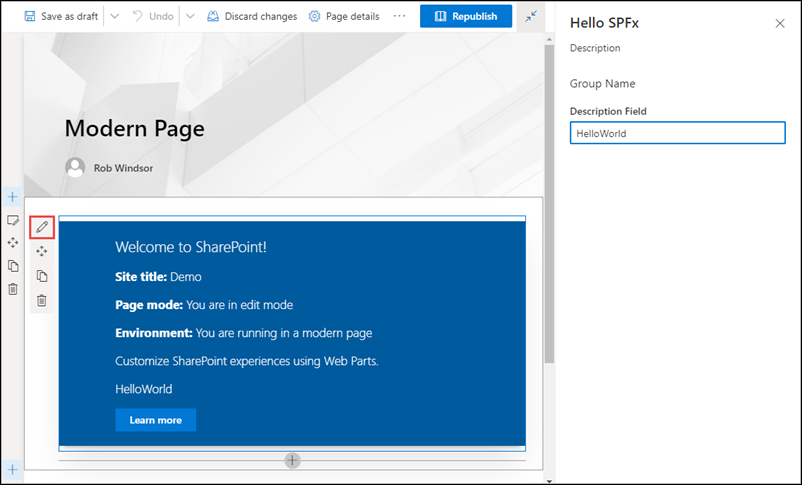 Save as draft Undo Discard changes Page details ... Republish
Modern Page
Rob Windsor
Welcome to SharePoint!
Site title: Demo
Page mode: You are in edit mode
Environment: You are running in a modern page
Customize SharePoint experiences using Web Parts.
HelloWorld
Learn more
Hello SPFx
Description
Group Name
Description Field
HelloWorld